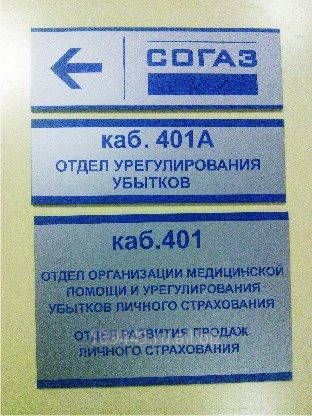 СОГАЗ
каб. 401А
ОТДЕЛ УРЕГУЛИРОВАНИЯ
УБЫТКОВ
каб.401
ОТДЕЛ ОРГАНИЗАЦИИ МЕДИЦИНСКОЙ
ПОМОЩИ И УРЕГУЛИРОВАНИЯ
УБЫТКОВ ЛИЧНОГО СТРАХОВАНИЯ
ОТДЕЛ РАЗВИТИЯ ПРОДАЖ
ЛИЧНОГО СТРАХОВАНИЯ